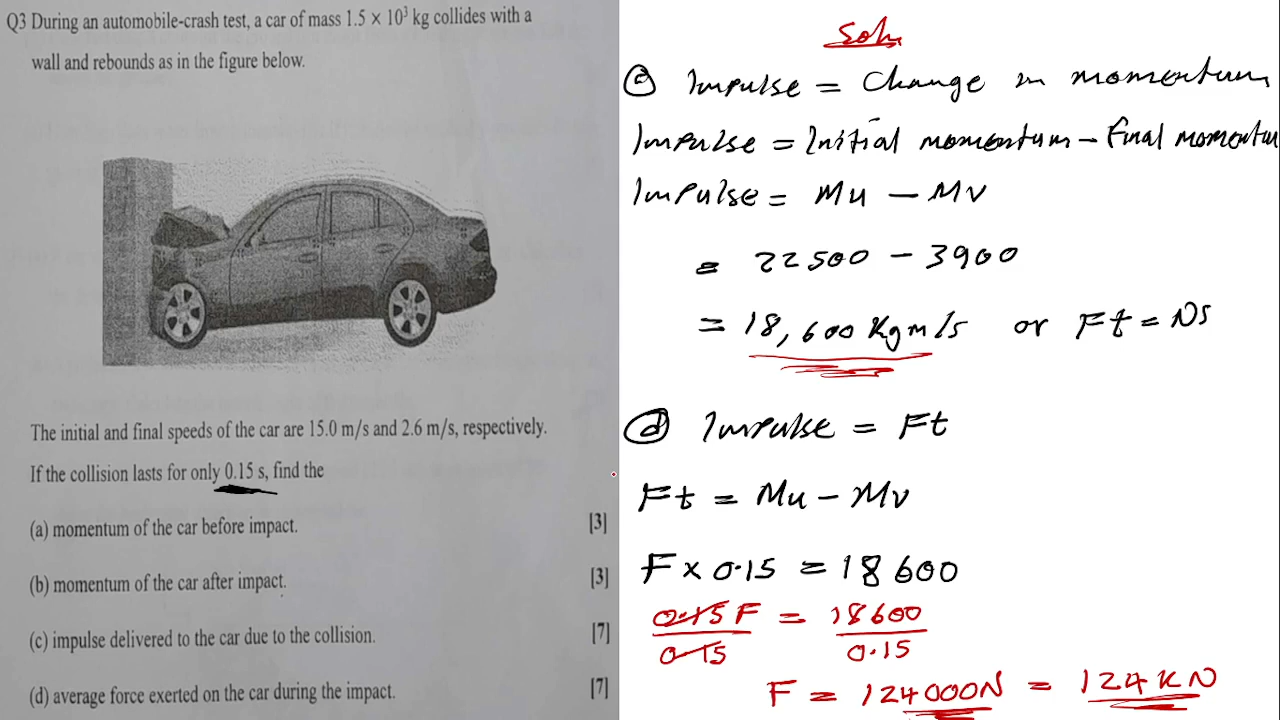 Q3 During an automobile-crash test, a car of mass 1.5 × 10³ kg collides with a
wall and rebounds as in the figure below.
The initial and final speeds of the car are 15.0 m/s and 2.6 m/s, respectively.
If the collision lasts for only 0.15 s, find the
(a) momentum of the car before impact. [3]
(b) momentum of the car after impact. [3]
(c) impulse delivered to the car due to the collision. [7]
(d) average force exerted on the car during the impact. [7]
Soln
(c) Impulse = Change in momentum
Impulse = Initial momentum – Final momentum
Impulse = Mu – Mv
= 22500 – 3900
= 18,600 Kgm/s or Ft = Ns
(d) Impulse = Ft
Ft = Mu – Mv
F x 0.15 = 18600
0.15 F = 18600
0.15 0.15
F = 124000N = 124KN